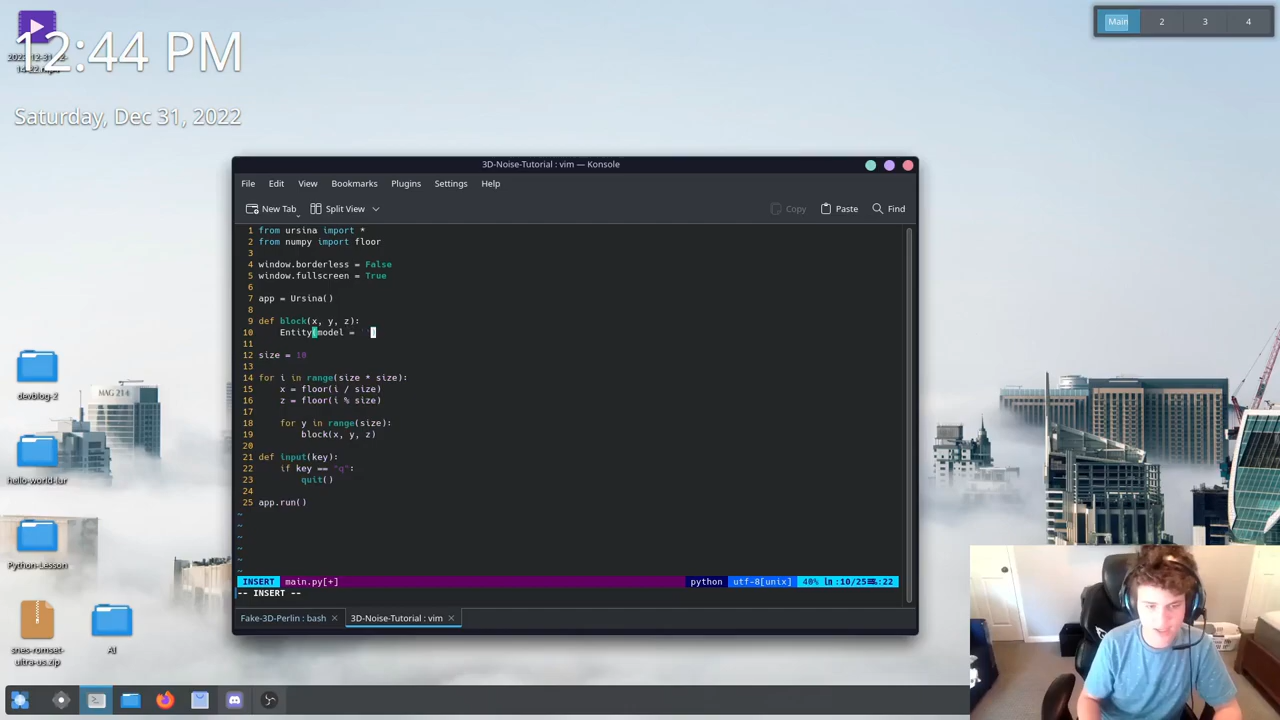 12:44 PM
Saturday, Dec 31, 2022
Main 2 3 4
3D-Noise-Tutorial : vim — Konsole
File Edit View Bookmarks Plugins Settings Help
New Tab Split View Copy Paste Find
1 from ursina import *
2 from numpy import floor
3
4 window.borderless = False
5 window.fullscreen = True
6
7 app = Ursina()
8
9 def block(x, y, z):
10 Entity(model = '')
11
12 size = 10
13
14 for i in range(size * size):
15 x = floor(i / size)
16 z = floor(i % size)
17
18 for y in range(size):
19 block(x, y, z)
20
21 def input(key):
22 if key == "q":
23 quit()
24
25 app.run()
~
~
~
~
~
~
INSERT main.py[+] python utf-8[unix] 40% :10/25 :22
-- INSERT --
Fake-3D-Perlin : bash 3D-Noise-Tutorial : vim
devblog-2
hello-world-lur
Python-Lesson
snes-romset-
ultra-us.zip
AI